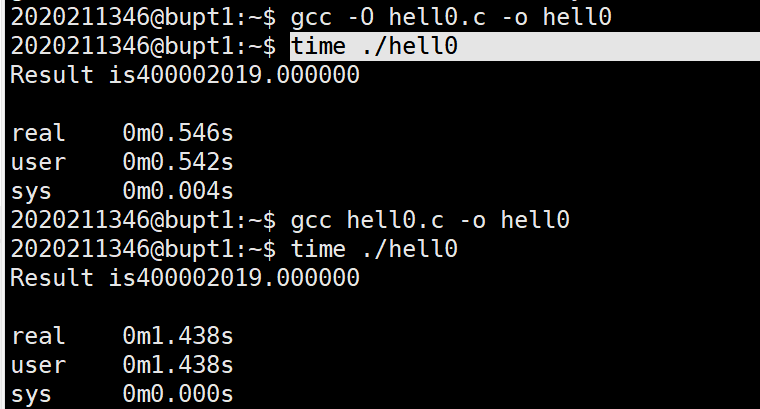 2020211346@bupt1:~$ gcc -O hell0.c -o hell0
2020211346@bupt1:~$ time ./hell0
Result is400002019.000000
real 0m0.546s
user 0m0.542s
sys 0m0.004s
2020211346@bupt1:~$ gcc hell0.c -o hell0
2020211346@bupt1:~$ time ./hell0
Result is400002019.000000
real 0m1.438s
user 0m1.438s
sys 0m0.000s